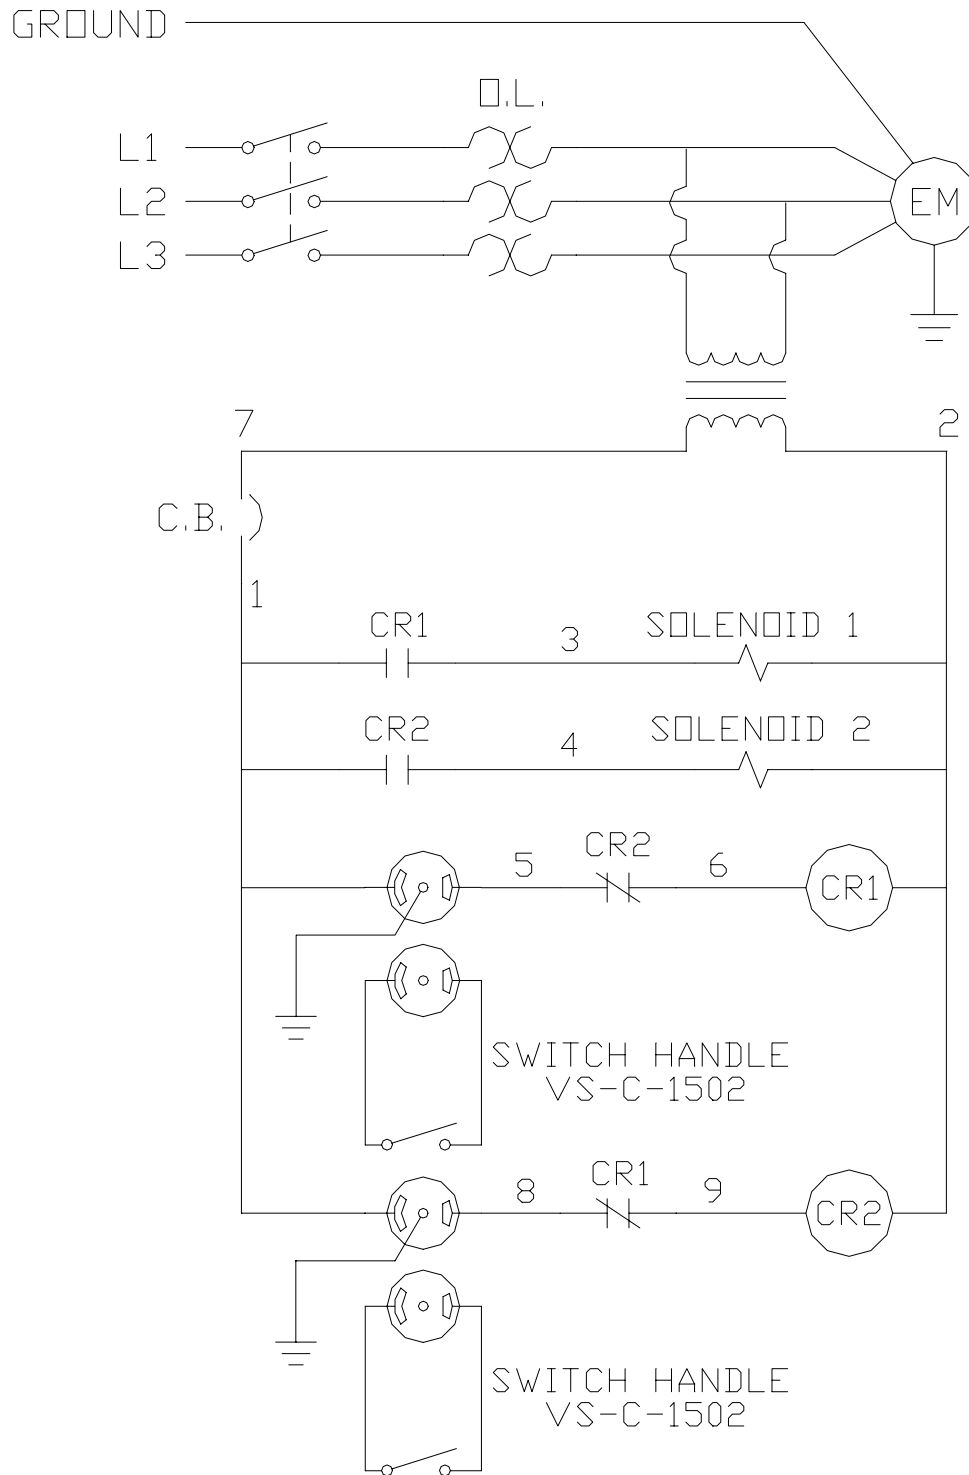 GROUND
O.L.
L1
L2
EM
L3
7
2
C.B.
1
CR1
3
SOLENOID 1
CR2
4
SOLENOID 2
5
CR2
6
CR1
SWITCH HANDLE
VS-C-1502
8
CR1
9
CR2
SWITCH HANDLE
VS-C-1502